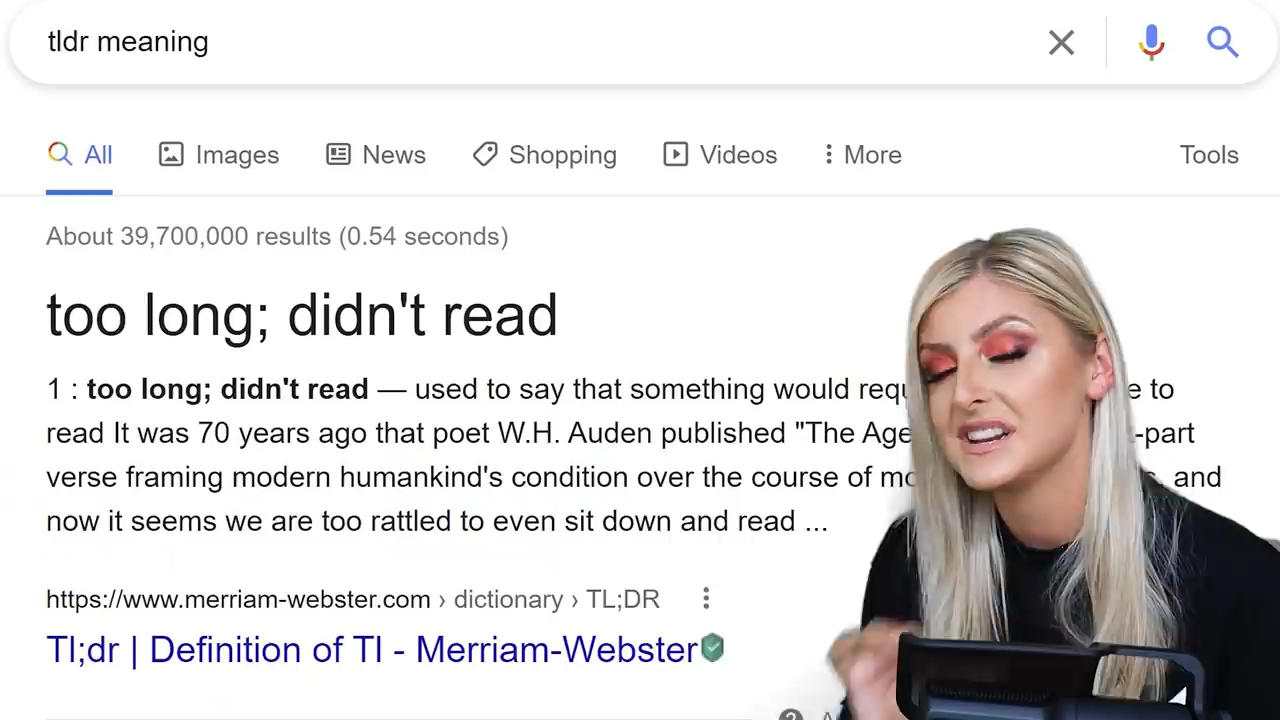 tldr meaning
All Images News Shopping Videos More Tools
About 39,700,000 results (0.54 seconds)
too long; didn't read
1 : too long; didn't read — used to say that something would to
read It was 70 years ago that poet W.H. Auden published "The -part
verse framing modern humankind's condition over the course of and
now it seems we are too rattled to even sit down and read ...
https://www.merriam-webster.com › dictionary › TL;DR
Tl;dr | Definition of Tl - Merriam-Webster